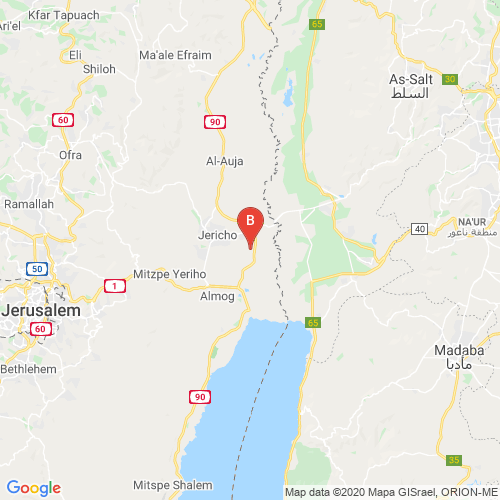 Kfar Tapuach
Ari'el
65
Eli
Ma'ale Efraim
Shiloh
As-Salt
30
السلط
60
90
Ofra
Al-Auja
Ramallah
B
NA'UR
منطقة ناعور
40
Jericho
50
Mitzpe Yeriho
1
Almog
Jerusalem
60
65
Madaba
مأدبا
Bethlehem
90
35
Mitspe Shalem
Google
Map data ©2020 Mapa GISrael, ORION-ME